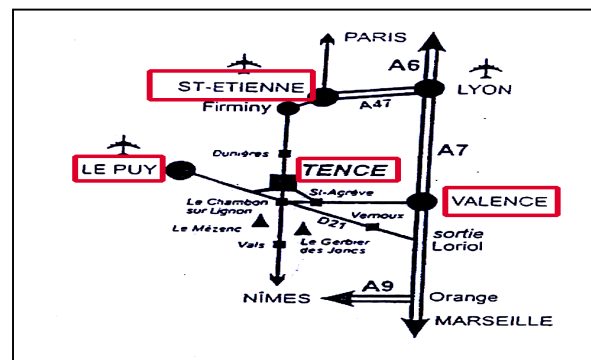 PARIS
A6
ST-ETIENNE
A47
LYON
Firminy
A7
Dunières
LE PUY
TENCE
St-Agrève
Le Chambon
sur Lignon
VALENCE
D21
Vernoux
Le Mézenc
sortie
Loriol
Vals
Le Gerbier
des Joncs
A9
NÎMES
Orange
MARSEILLE